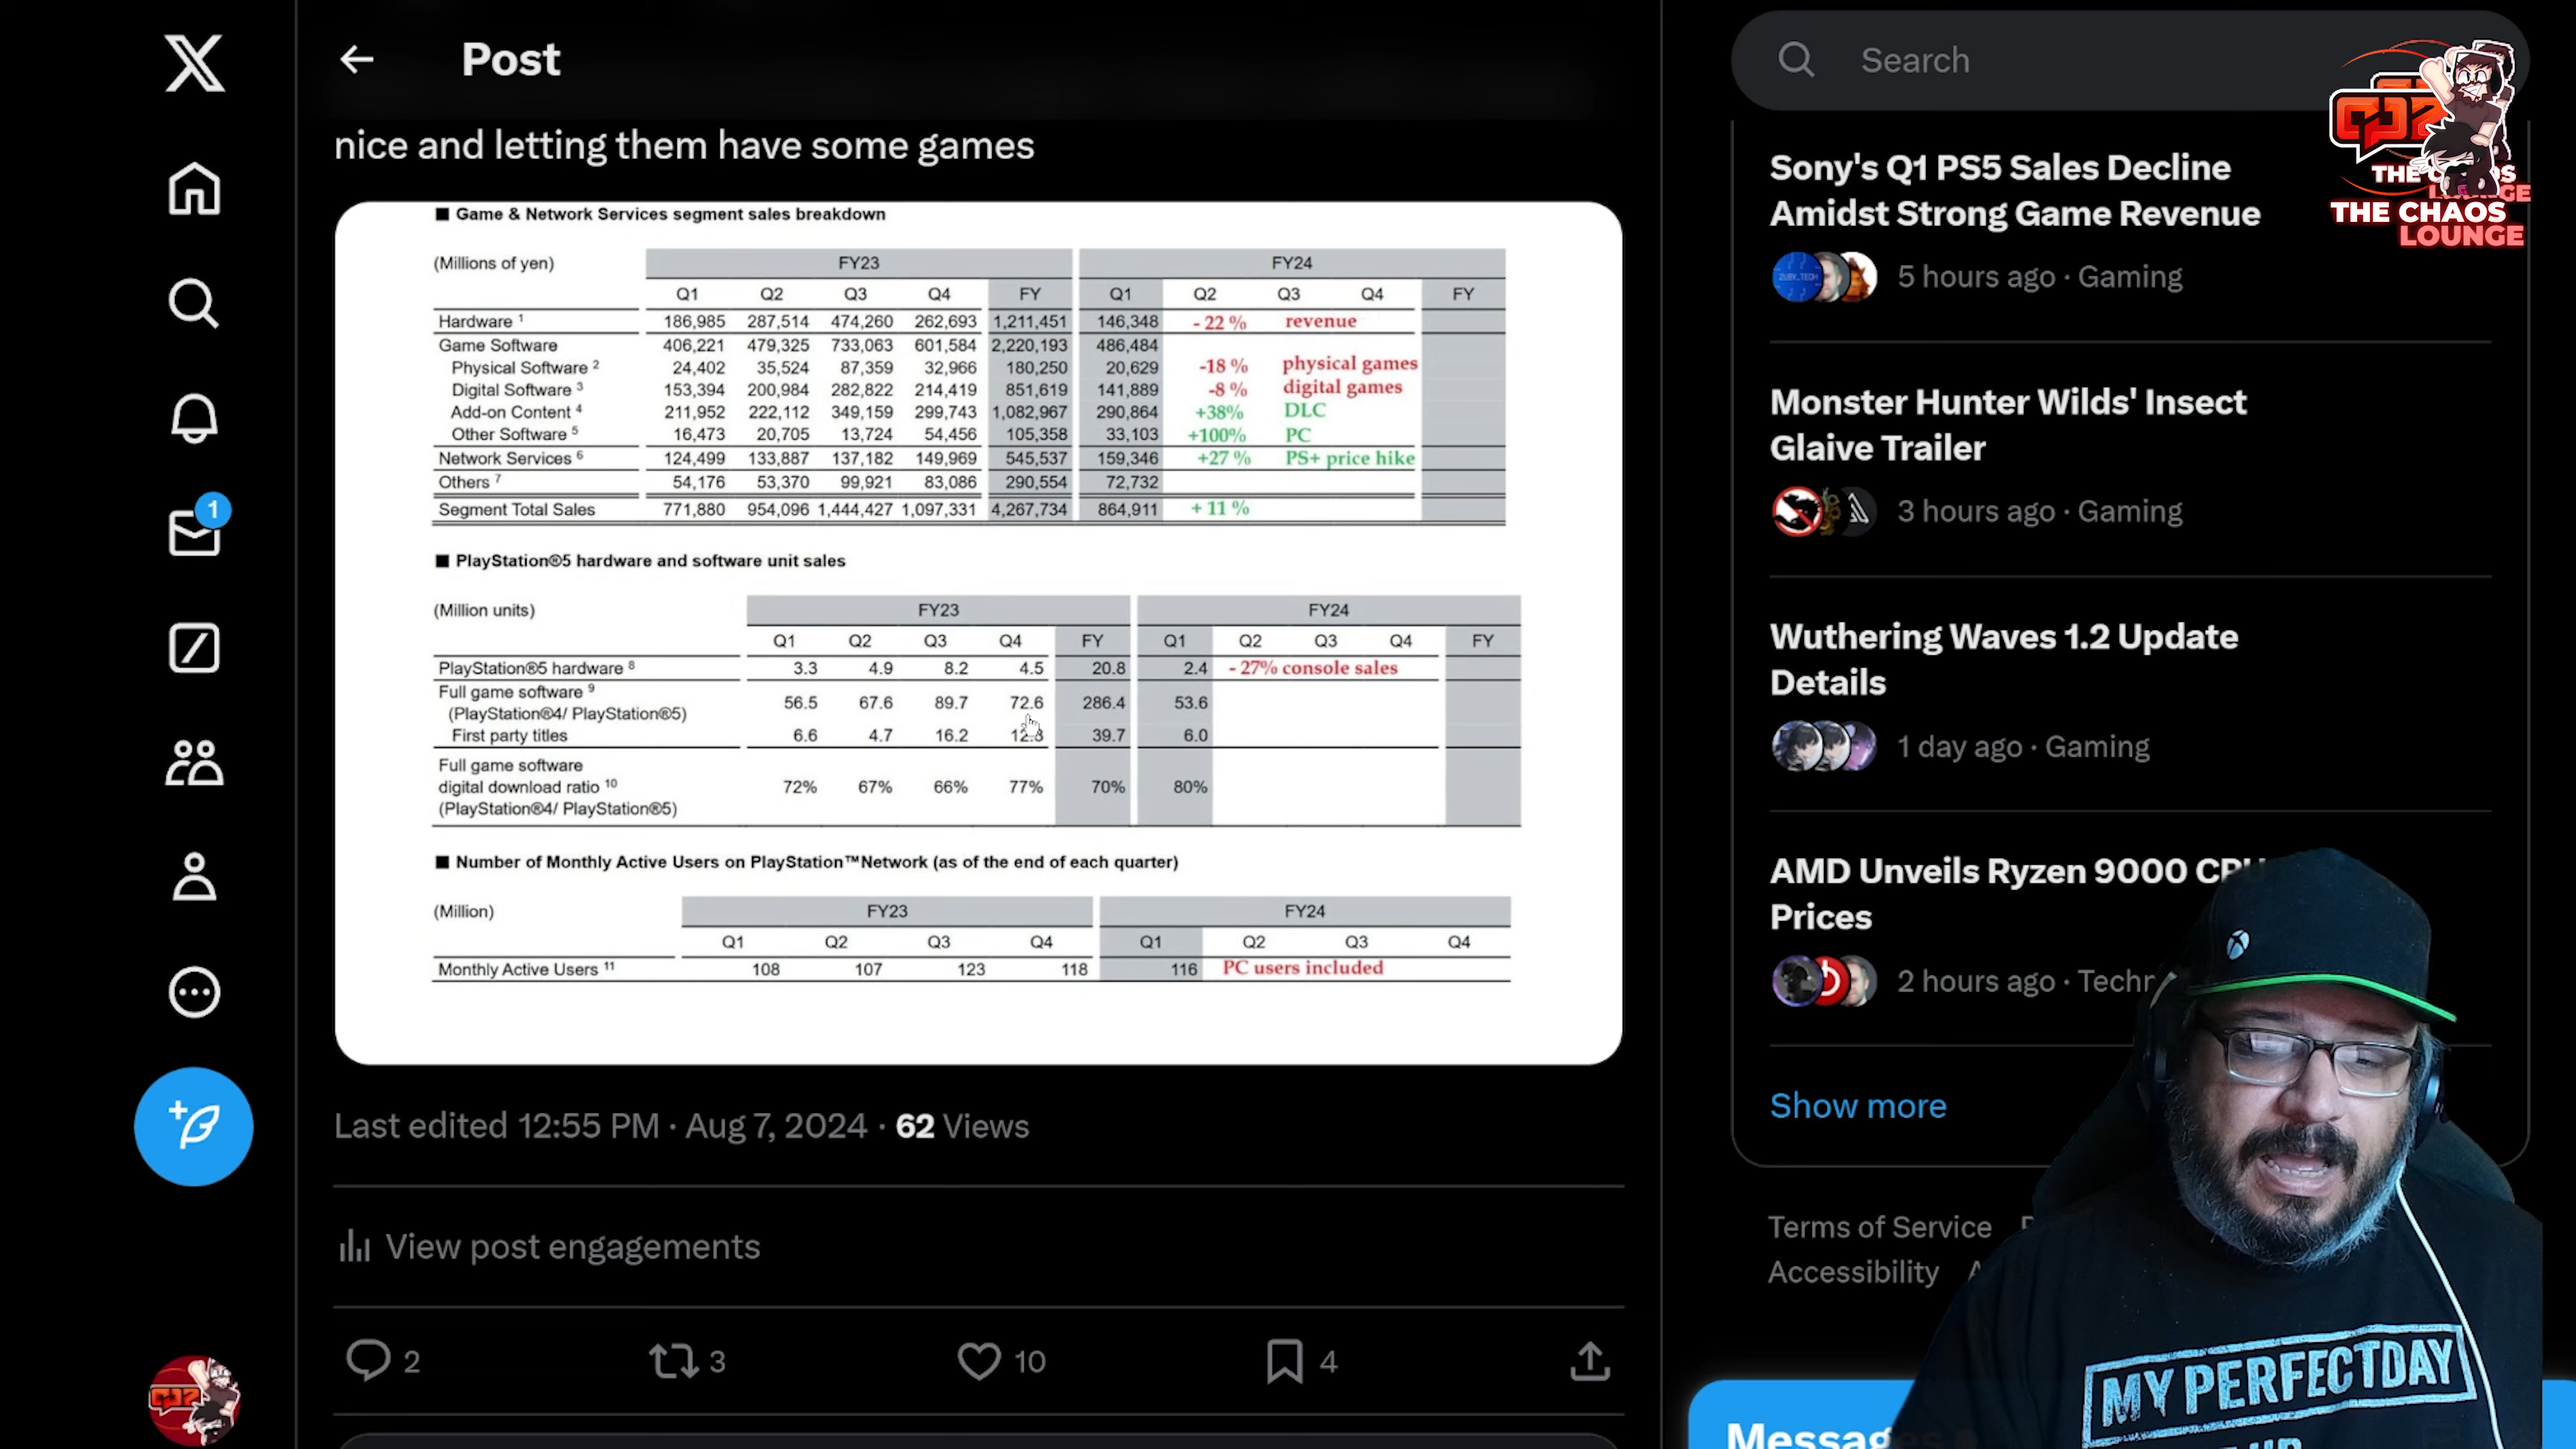 Post
nice and letting them have some games
■ Game & Network Services segment sales breakdown
(Millions of yen) FY23 FY24
Q1 Q2 Q3 Q4 FY Q1 Q2 Q3 Q4 FY
Hardware 1 186,985 287,514 474,260 262,693 1,211,451 146,348 - 22 % revenue
Game Software 406,221 479,325 733,063 601,584 2,220,193 486,484
Physical Software 2 24,402 35,524 87,359 32,966 180,250 20,629 -18 % physical games
Digital Software 3 153,394 200,984 282,822 214,419 851,619 141,889 -8 % digital games
Add-on Content 4 211,952 222,112 349,159 299,743 1,082,967 290,864 +38% DLC
Other Software 5 16,473 20,705 13,724 54,456 105,358 33,103 +100% PC
Network Services 6 124,499 133,887 137,182 149,969 545,537 159,346 +27 % PS+ price hike
Others 7 54,176 53,370 99,921 83,086 290,554 72,732
Segment Total Sales 771,880 954,096 1,444,427 1,097,331 4,267,734 864,911 + 11 %
■ PlayStation®5 hardware and software unit sales
(Million units) FY23 FY24
Q1 Q2 Q3 Q4 FY Q1 Q2 Q3 Q4 FY
PlayStation®5 hardware 8 3.3 4.9 8.2 4.5 20.8 2.4 - 27% console sales
Full game software 9
(PlayStation®4/ PlayStation®5) 56.5 67.6 89.7 72.6 286.4 53.6
First party titles 6.6 4.7 16.2 39.7 6.0
Full game software
digital download ratio 10 72% 67% 66% 77% 70% 80%
(PlayStation®4/ PlayStation®5)
■ Number of Monthly Active Users on PlayStation™Network (as of the end of each quarter)
(Million) FY23 FY24
Q1 Q2 Q3 Q4 Q1 Q2 Q3 Q4
Monthly Active Users 11 108 107 123 118 116 PC users included
Last edited 12:55 PM · Aug 7, 2024 · 62 Views
View post engagements
2 3 10 4
1
Search
THE CHAOS
LOUNGE
Sony's Q1 PS5 Sales Decline
Amidst Strong Game Revenue
5 hours ago · Gaming
Monster Hunter Wilds' Insect
Glaive Trailer
3 hours ago · Gaming
Wuthering Waves 1.2 Update
Details
1 day ago · Gaming
AMD Unveils Ryzen 9000
Prices
2 hours ago ·
Show more
Terms of Service
Accessibility
MY PERFECTDAY